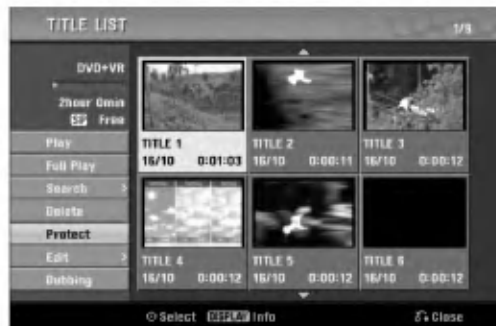 TITLE LIST 1/9
DVD+VR
2hour 0min
SP Free
Play
Full Play
Search >
Delete
Protect
Edit >
Dubbing
TITLE 1
16/10 0:01:03
TITLE 2
16/10 0:00:11
TITLE 3
16/10 0:00:12
TITLE 4
16/10 0:00:12
TITLE 5
16/10 0:00:12
TITLE 6
16/10 0:00:12
Select DISPLAY Info Close